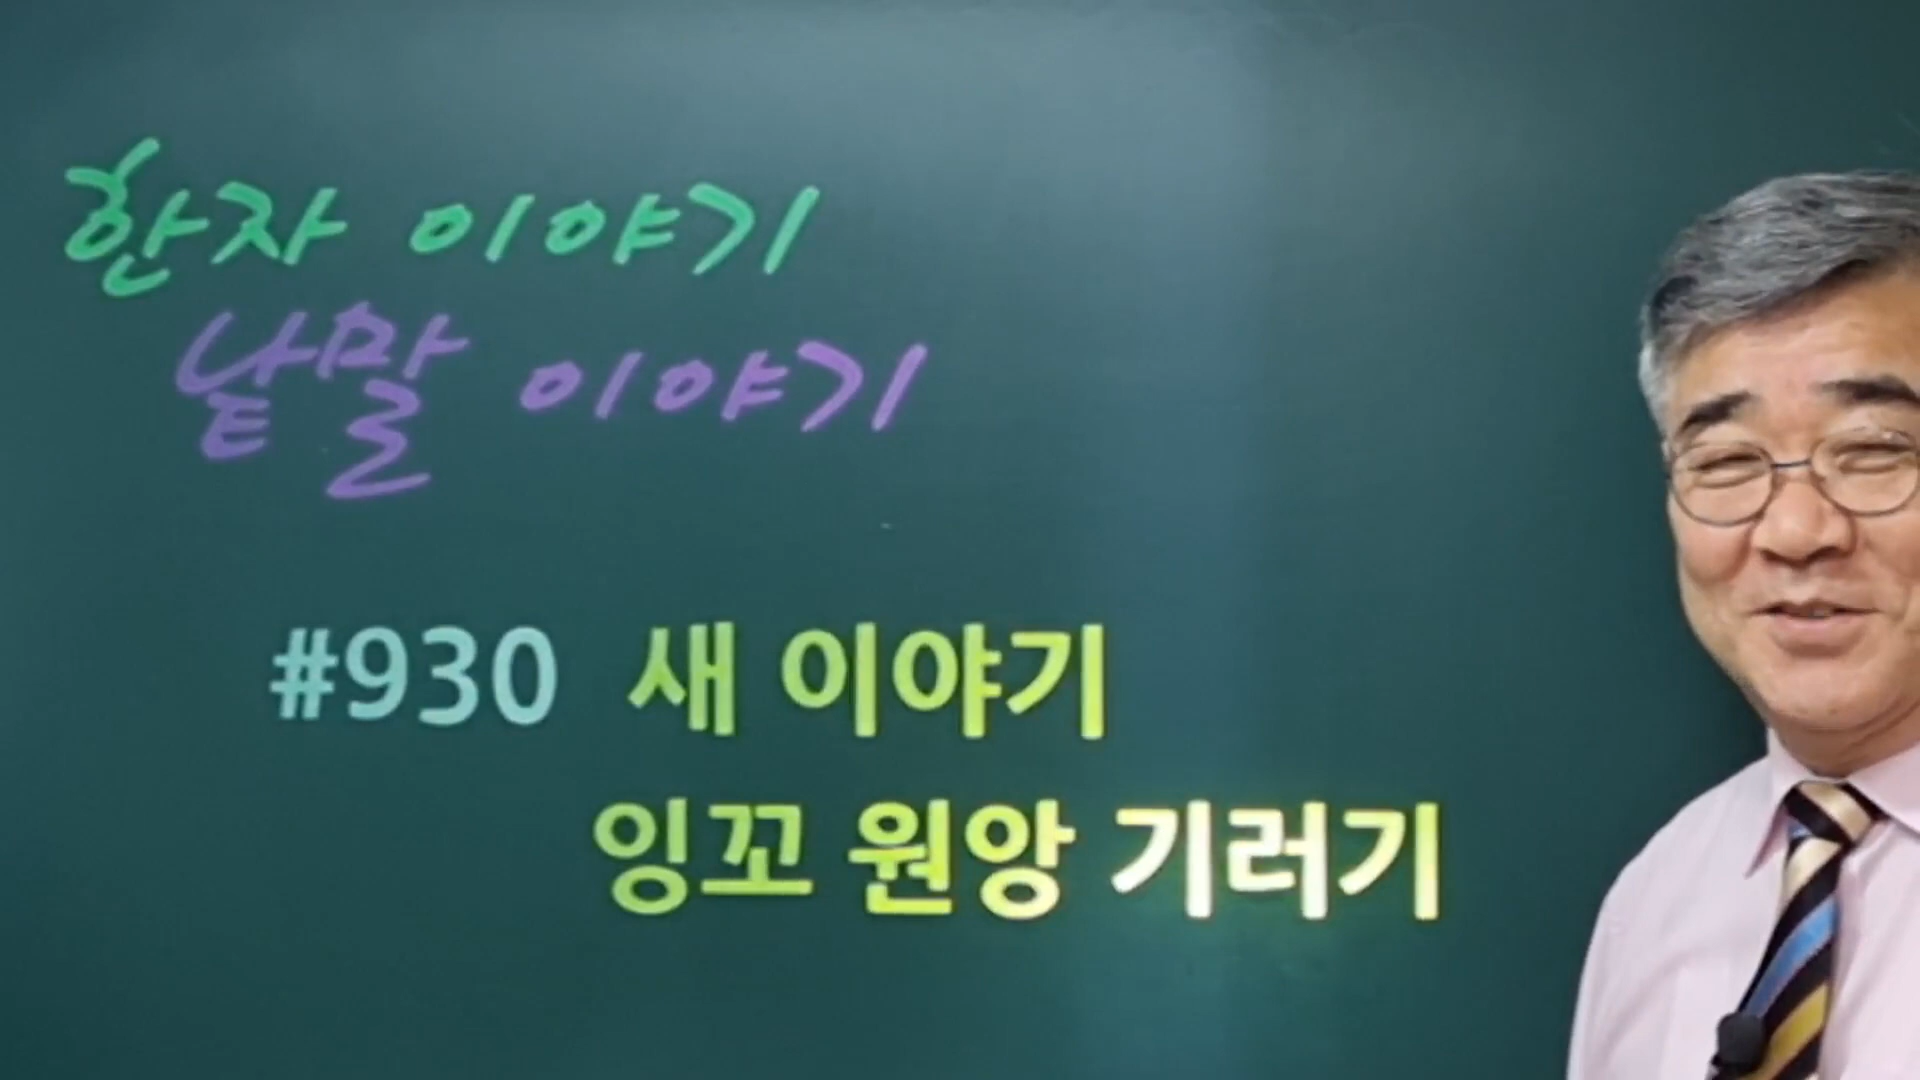 한자 이야기
낱말 이야기
#930 새 이야기
잉꼬 원앙 기러기